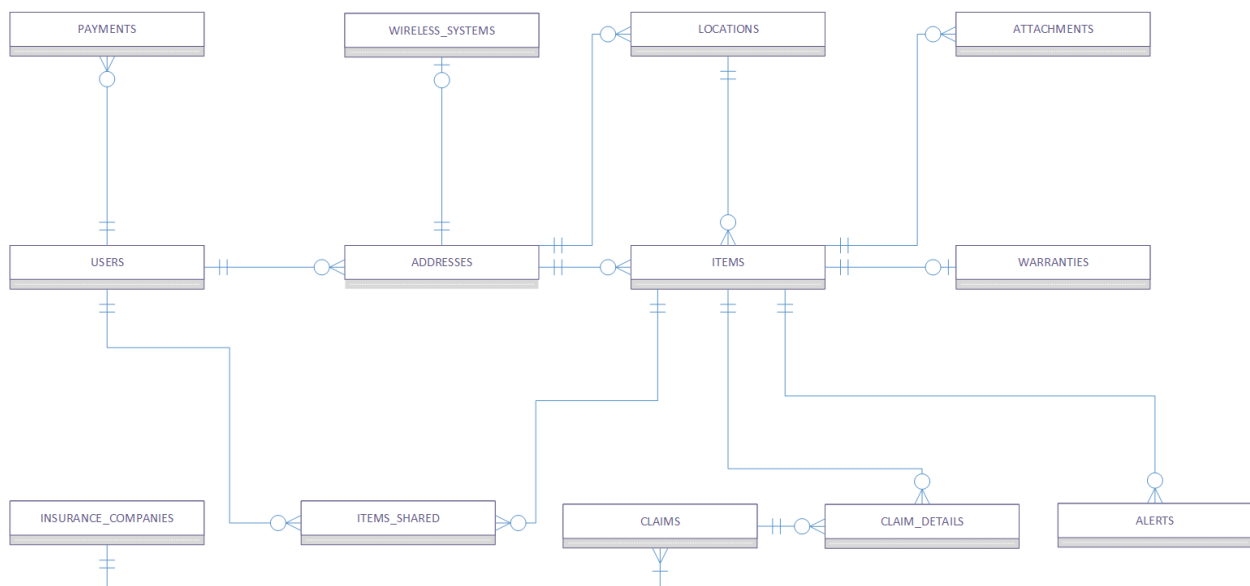 PAYMENTS
WIRELESS_SYSTEMS
LOCATIONS
ATTACHMENTS
USERS
ADDRESSES
ITEMS
WARRANTIES
INSURANCE_COMPANIES
ITEMS_SHARED
CLAIMS
CLAIM_DETAILS
ALERTS